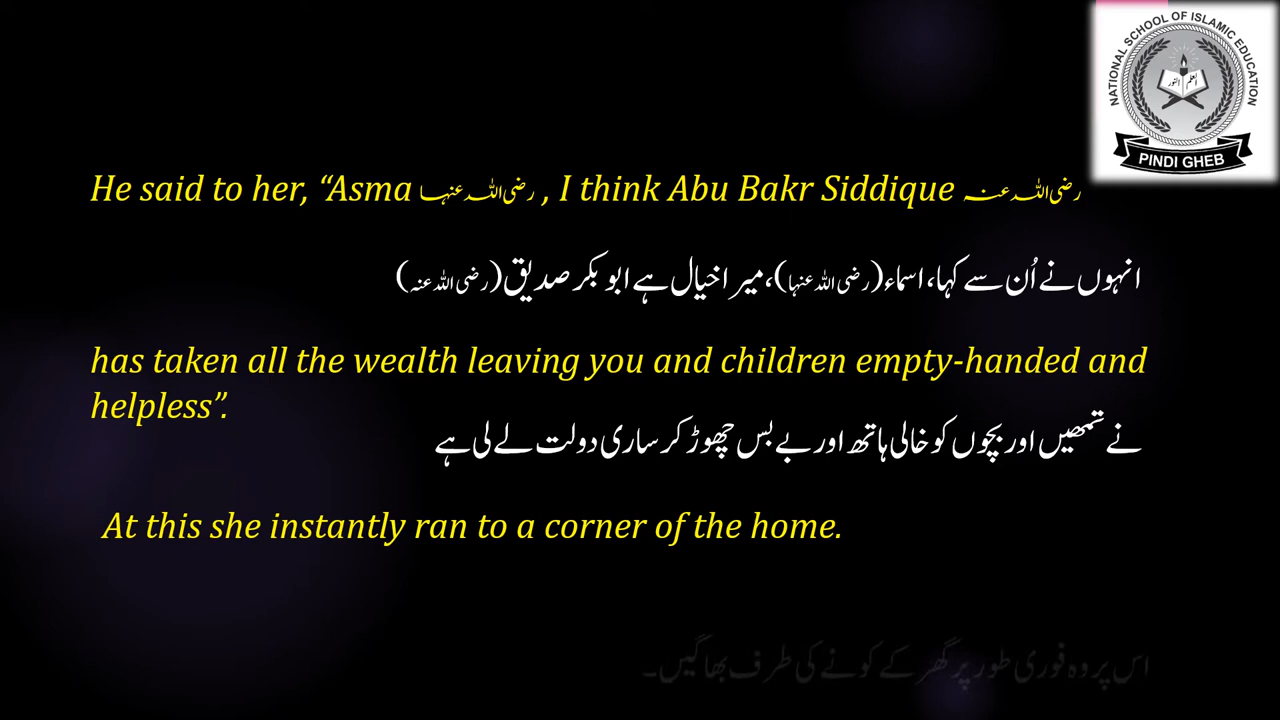 NATIONAL SCHOOL OF ISLAMIC EDUCATION
PINDI GHEB
He said to her, “Asma رضی اللہ عنہا , I think Abu Bakr Siddique رضی اللہ عنہ
انہوں نے اُن سے کہا، اسماء (رضی اللہ عنہا)، میرا خیال ہے ابو بکر صدیق (رضی اللہ عنہ)
has taken all the wealth leaving you and children empty-handed and
helpless”.
نے تمھیں اور بچوں کو خالی ہاتھ اور بے بس چھوڑ کر ساری دولت لے لی ہے
At this she instantly ran to a corner of the home.
اس پر وہ فوری طور پر گھر کے کونے کی طرف بھاگیں۔